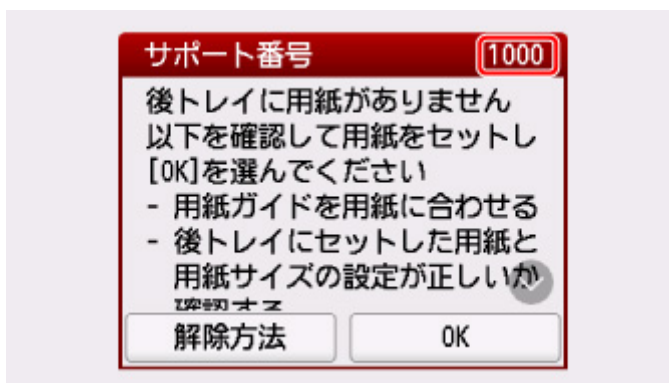 サポート番号 1000
後トレイに用紙がありません
以下を確認して用紙をセットし
[OK]を選んでください
- 用紙ガイドを用紙に合わせる
- 後トレイにセットした用紙と
用紙サイズの設定が正しいか
確認する
解除方法 OK